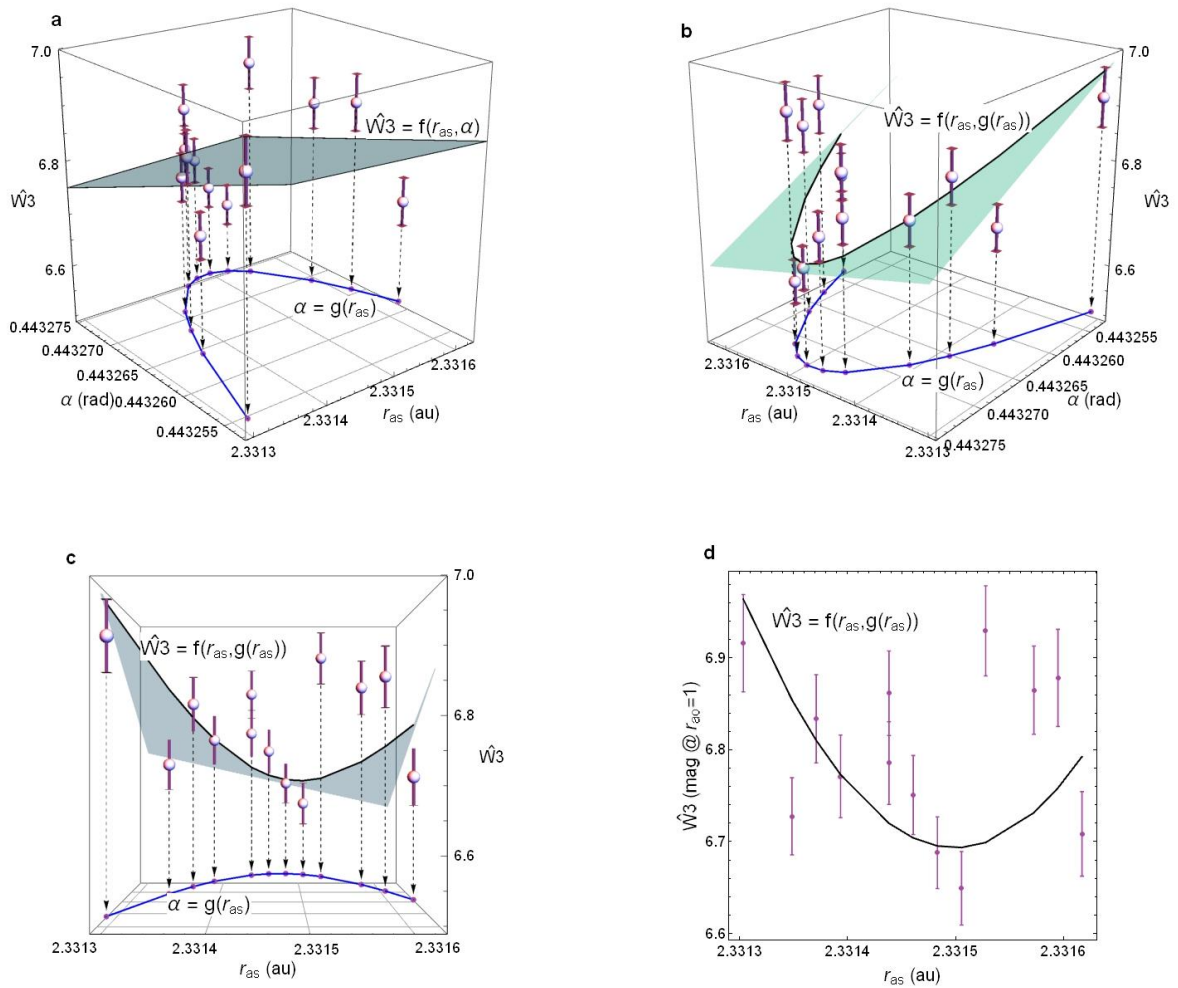 a
7.0
6.8
6.6
Ŵ3
Ŵ3 = f(ras,α)
α = g(ras)
0.443275
0.443270
0.443265
0.443260
0.443255
α (rad)
2.3313
2.3314
2.3315
2.3316
ras (au)
b
7.0
6.8
6.6
Ŵ3
Ŵ3 = f(ras,g(ras))
α = g(ras)
2.3316
2.3315
2.3314
2.3313
ras (au)
0.443255
0.443260
0.443265
0.443270
0.443275
α (rad)
c
7.0
6.8
6.6
Ŵ3
Ŵ3 = f(ras,g(ras))
α = g(ras)
2.3313
2.3314
2.3315
2.3316
ras (au)
d
Ŵ3 = f(ras,g(ras))
6.9
6.8
6.7
6.6
Ŵ3 (mag @ ra0=1)
2.3313
2.3314
2.3315
2.3316
ras (au)